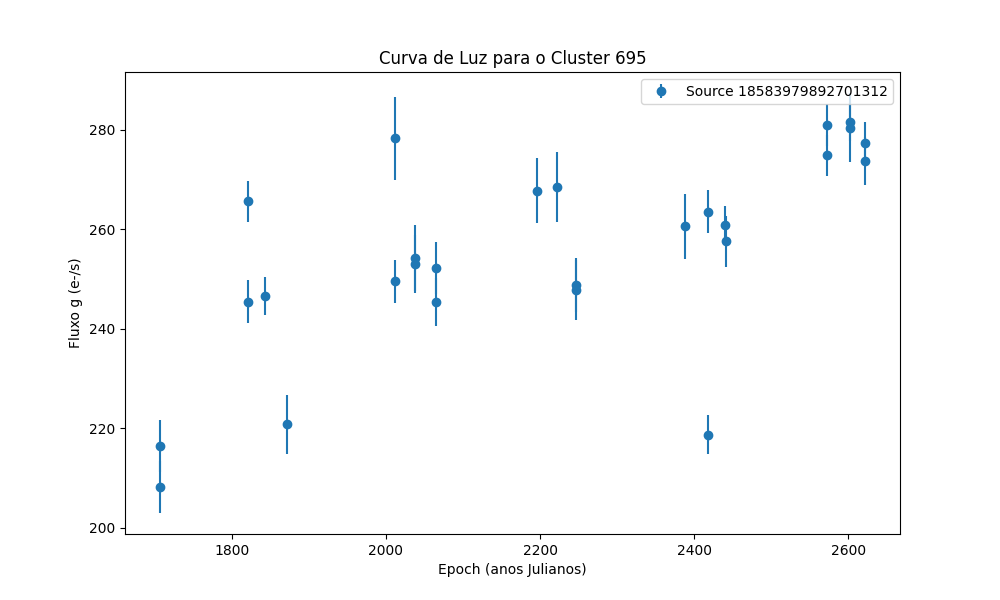 Curva de Luz para o Cluster 695
Source 18583979892701312
Fluxo g (e-/s)
280
260
240
220
200
1800
2000
2200
2400
2600
Epoch (anos Julianos)